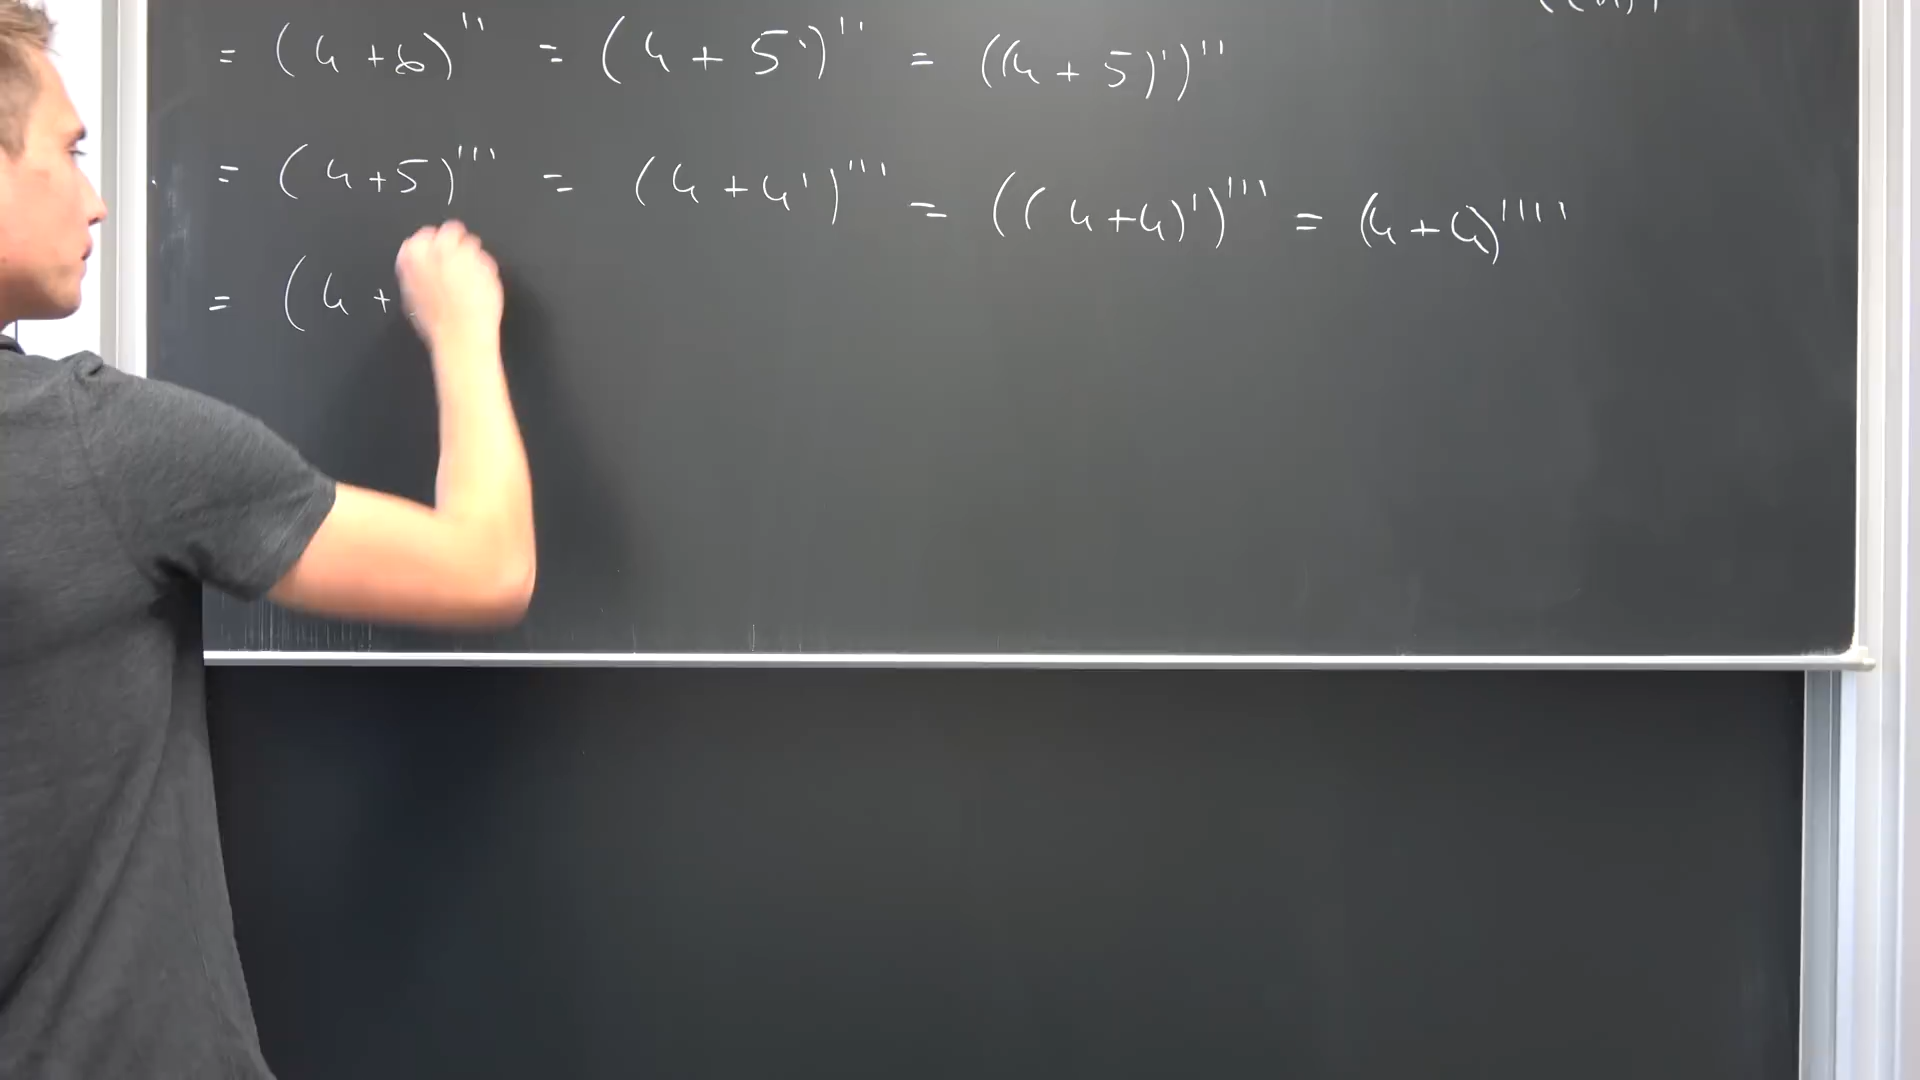 = (4+6)'' = (4 + 5')'' = ((4 + 5)')''
= (4+5)''' = (4 + 4')''' = ((4+4)')''' = (4+4)''''
= (4 +